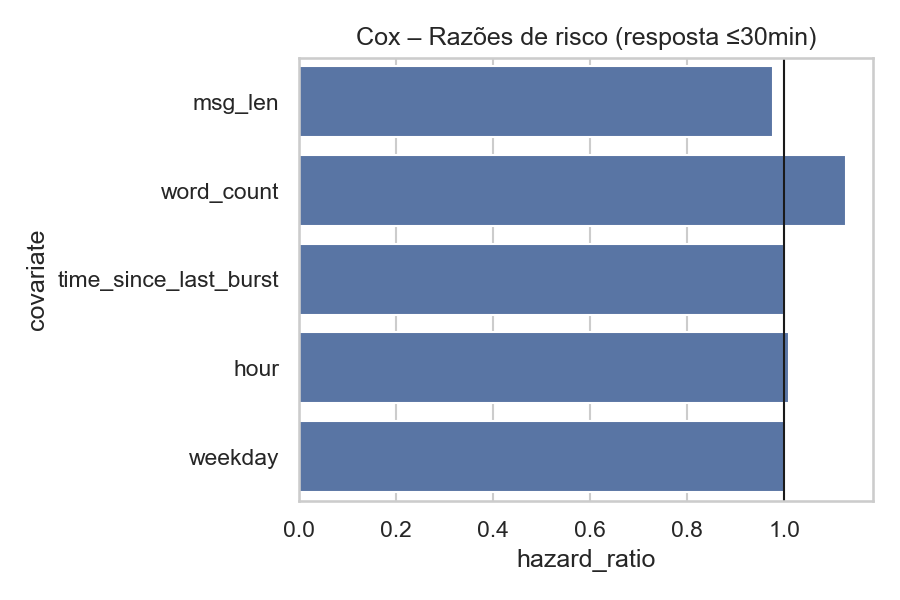 Cox – Razões de risco (resposta ≤30min)
covariate
msg_len
word_count
time_since_last_burst
hour
weekday
0.0 0.2 0.4 0.6 0.8 1.0
hazard_ratio